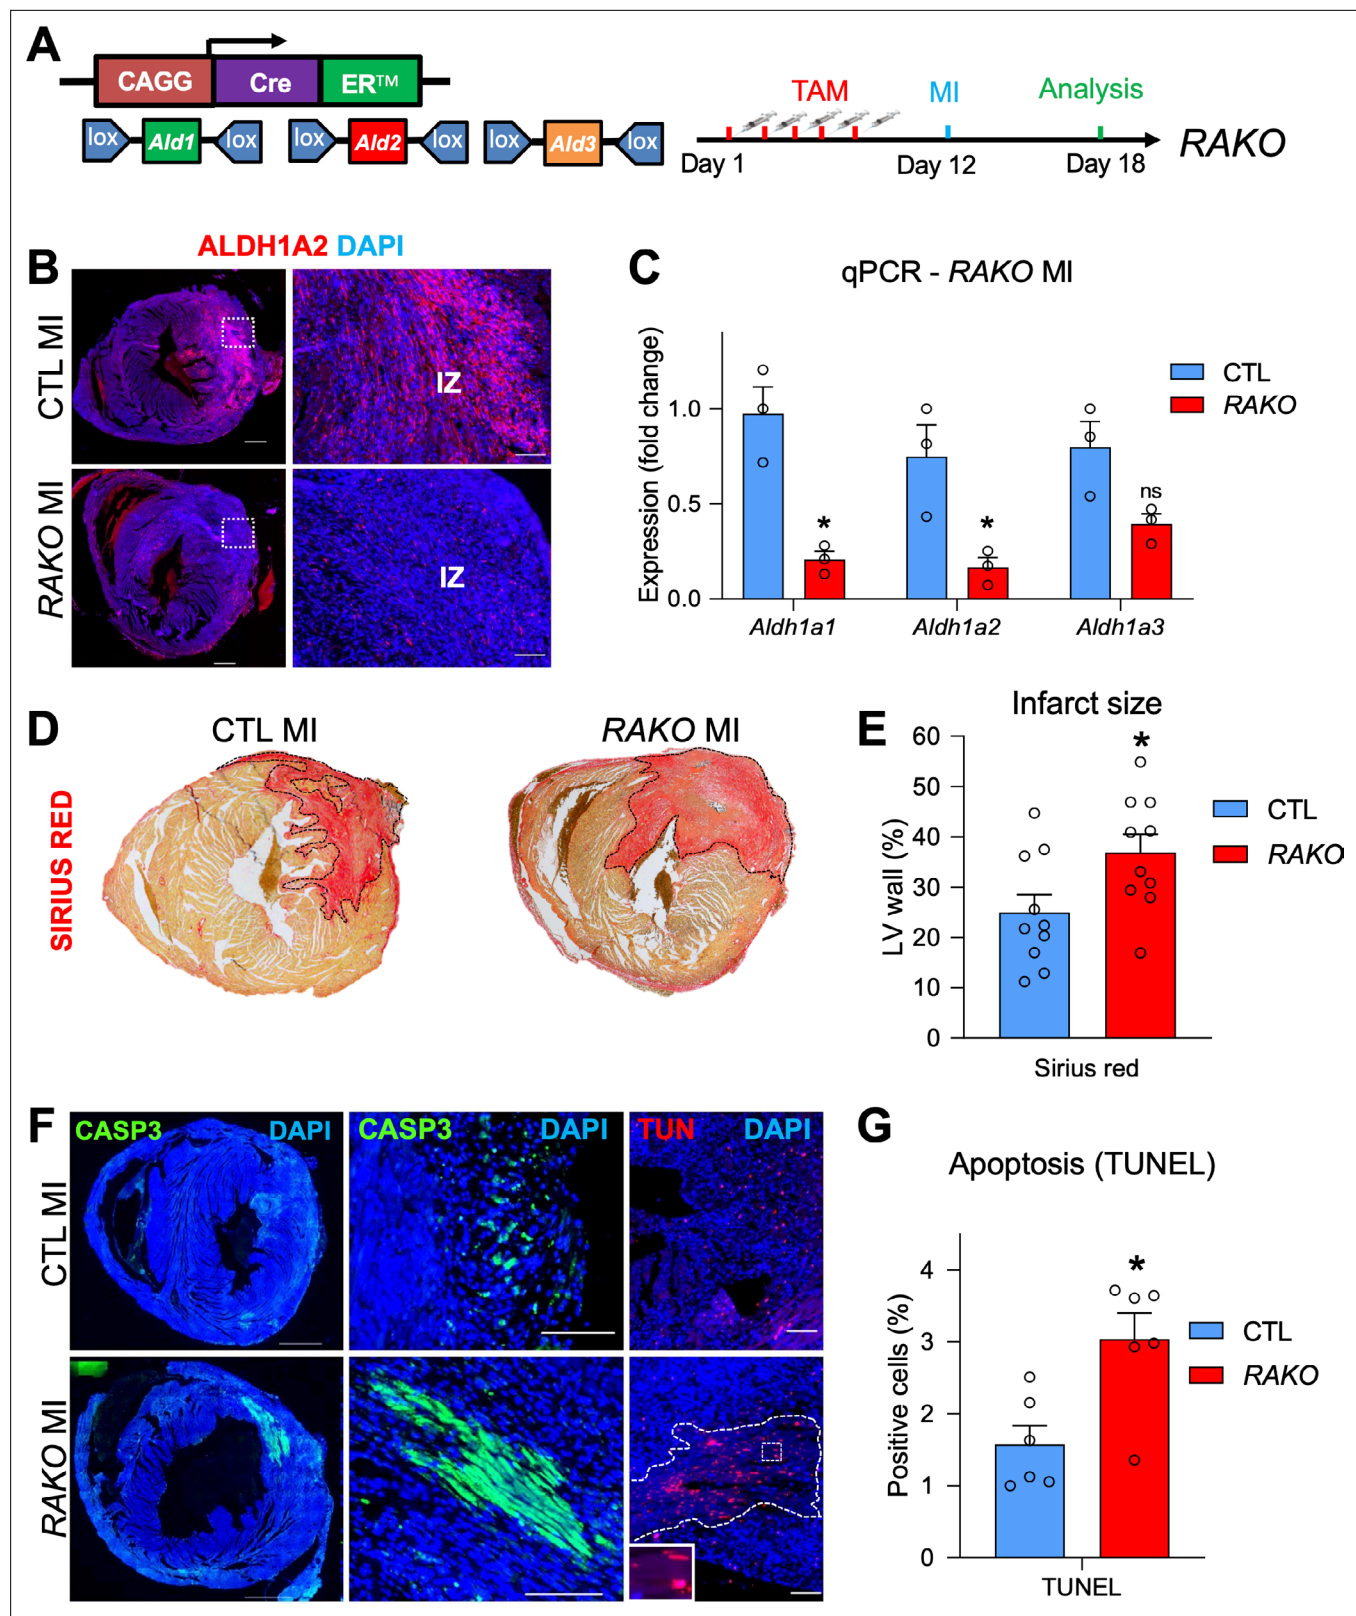 A
CAGG Cre ER™
lox Ald1 lox lox Ald2 lox lox Ald3 lox
TAM MI Analysis
Day 1 Day 12 Day 18
RAKO
B
ALDH1A2 DAPI
CTL MI
IZ
RAKO MI
IZ
C
qPCR - RAKO MI
Expression (fold change)
1.0
0.5
0.0
* * ns
Aldh1a1 Aldh1a2 Aldh1a3
CTL
RAKO
D
CTL MI RAKO MI
SIRIUS RED
E
Infarct size
LV wall (%)
60
50
40
30
20
10
0
*
Sirius red
CTL
RAKO
F
CASP3 DAPI CASP3 DAPI TUN DAPI
CTL MI
RAKO MI
G
Apoptosis (TUNEL)
Positive cells (%)
4
3
2
1
0
*
TUNEL
CTL
RAKO